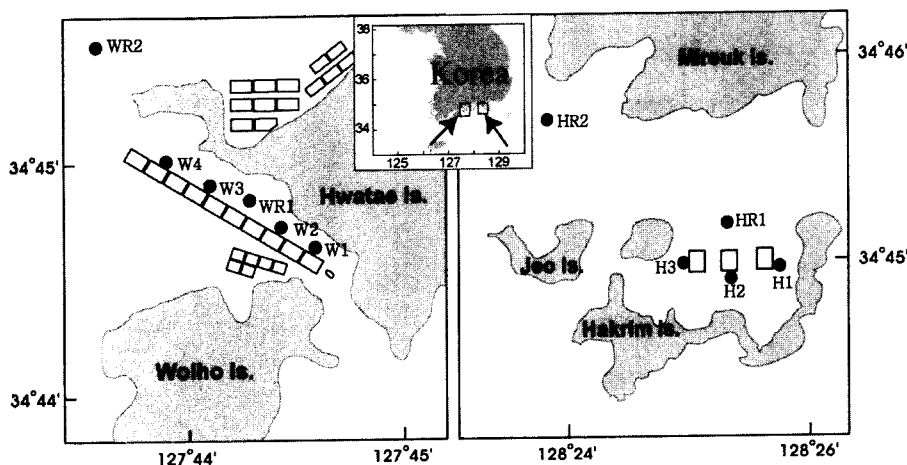 WR2
W4
W3
WR1
W2
W1
Hwatae Is.
Wolho Is.
34°45'
34°44'
127°44'
127°45'
Korea
38
36
34
125
127
129
Mireuk Is.
HR2
HR1
H3
H2
H1
Jeo Is.
Hakrim Is.
34°46'
34°45'
128°24'
128°26'